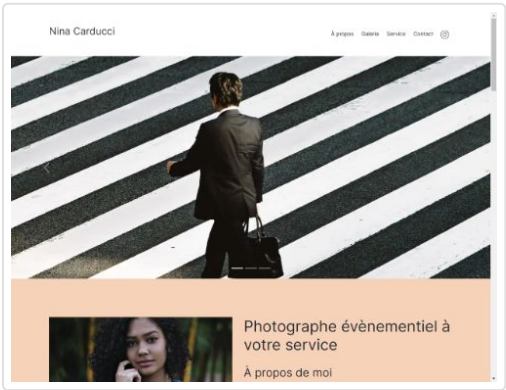 Nina Carducci
À propos Galerie Service Contact
Photographe évènementiel à
votre service
À propos de moi